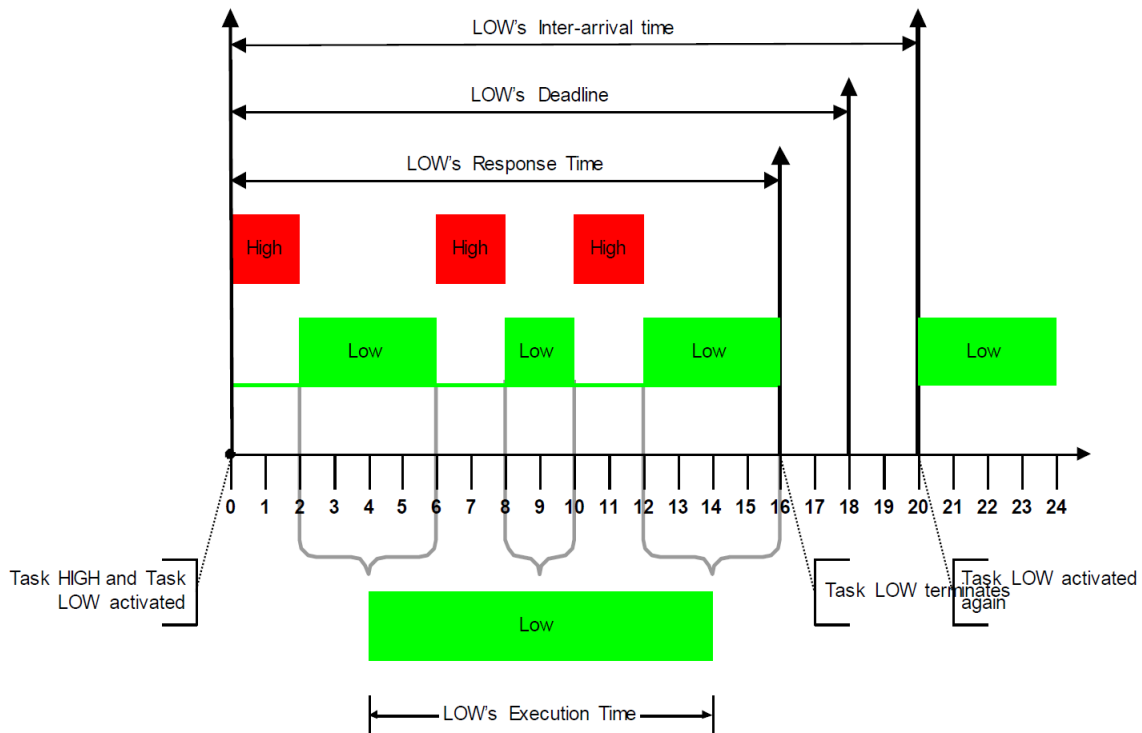 LOW's Inter-arrival time
LOW's Deadline
LOW's Response Time
High
High
High
Low
Low
Low
Low
0 1 2 3 4 5 6 7 8 9 10 11 12 13 14 15 16 17 18 19 20 21 22 23 24
Task HIGH and Task
LOW activated
Task LOW terminates
Task LOW activated
again
Low
LOW's Execution Time